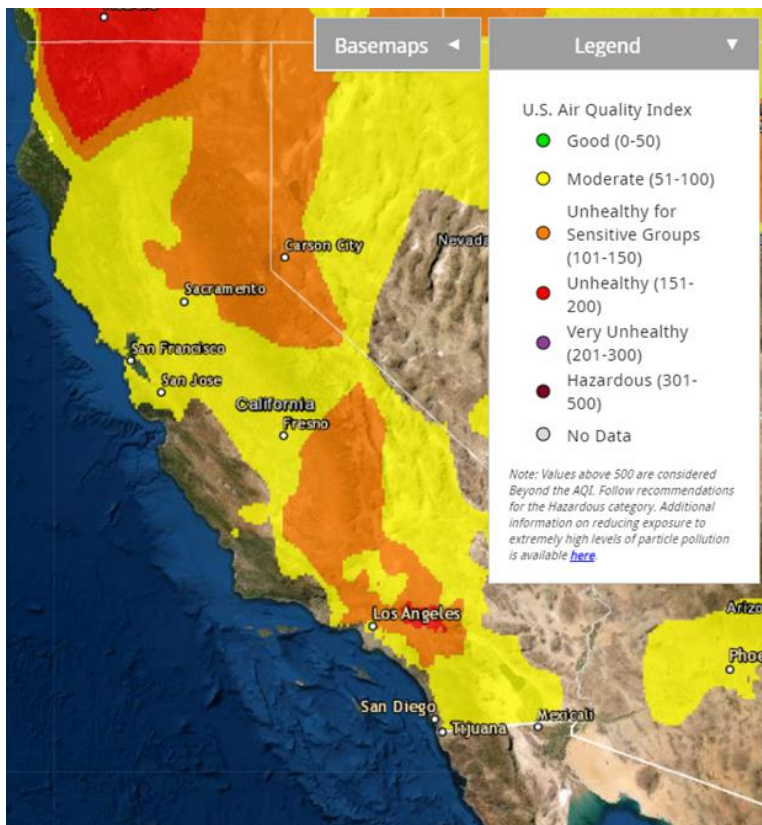 Basemaps ◄
Legend ▼
U.S. Air Quality Index
Good (0-50)
Moderate (51-100)
Unhealthy for
Sensitive Groups
(101-150)
Unhealthy (151-
200)
Very Unhealthy
(201-300)
Hazardous (301-
500)
No Data
Note: Values above 500 are considered
Beyond the AQI. Follow recommendations
for the Hazardous category. Additional
information on reducing exposure to
extremely high levels of particle pollution
is available here.
Nevada
Carson City
Sacramento
San Francisco
San Jose
California
Fresno
Los Angeles
Arizo
Phoe
San Diego
Tijuana
Mexicali